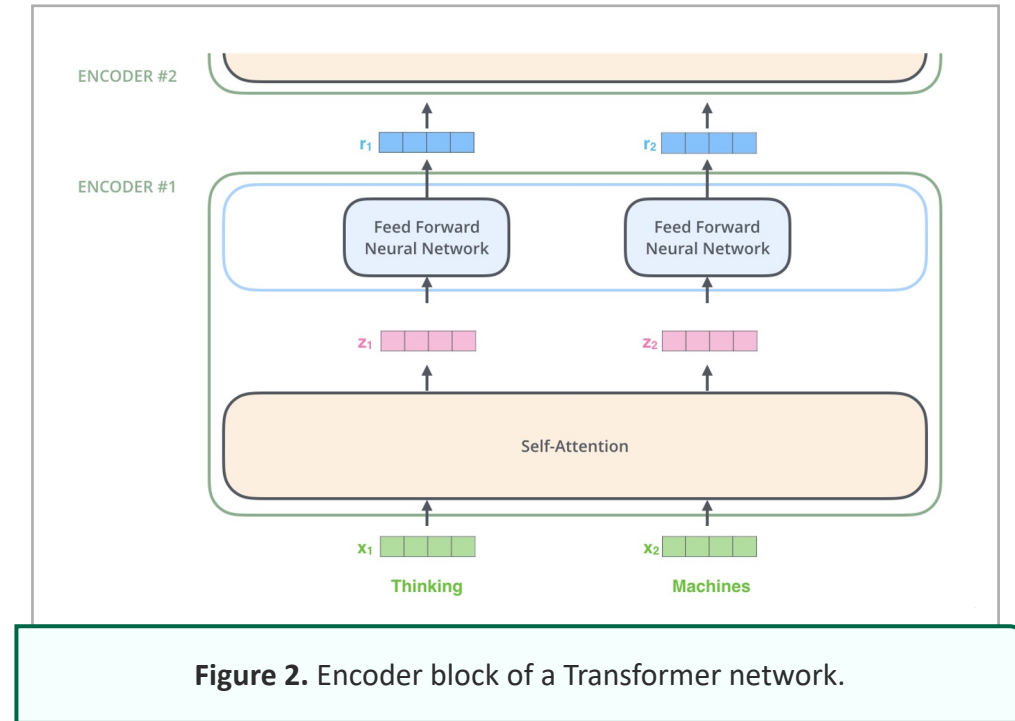 ENCODER #2
r₁
r₂
ENCODER #1
Feed Forward
Neural Network
Feed Forward
Neural Network
z₁
z₂
Self-Attention
x₁
x₂
Thinking
Machines
Figure 2. Encoder block of a Transformer network.